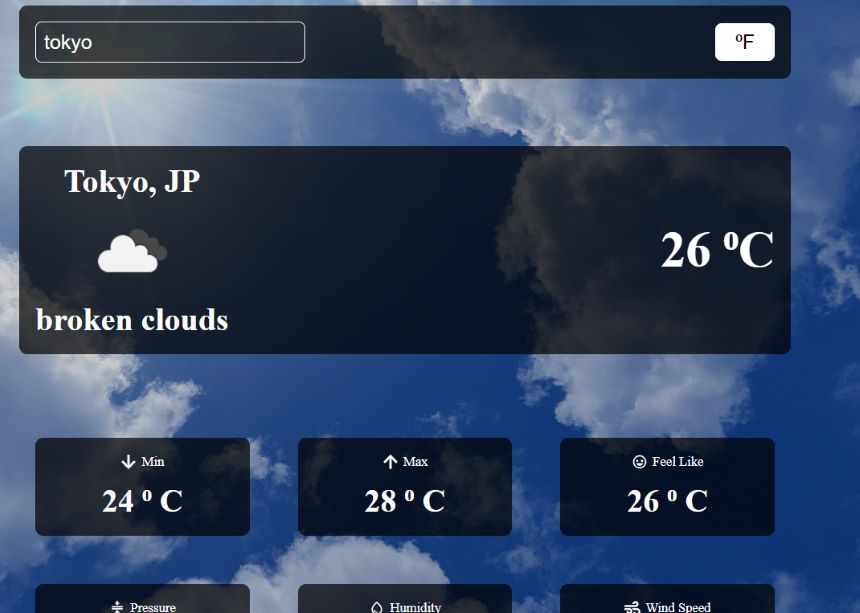 tokyo
ºF
Tokyo, JP
26 ºC
broken clouds
Min
Max
Feel Like
24 º C
28 º C
26 º C
Pressure
Humidity
Wind Speed